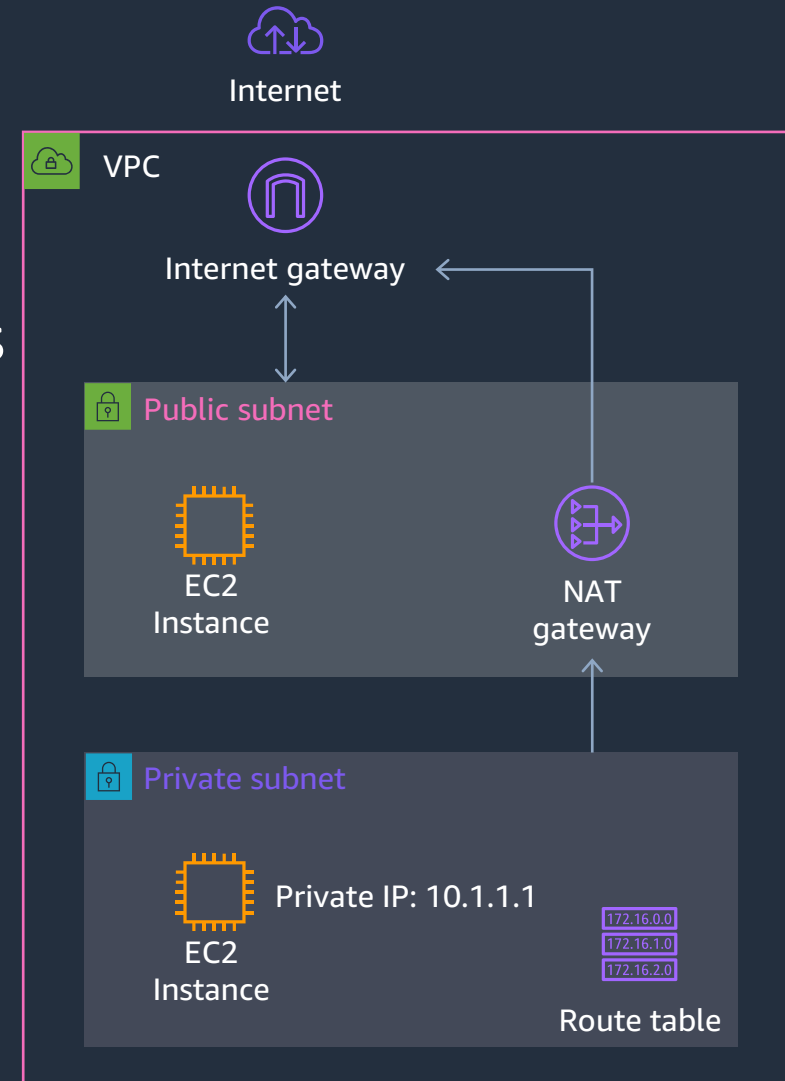 Internet
VPC
Internet gateway
s
Public subnet
EC2
Instance
NAT
gateway
Private subnet
Private IP: 10.1.1.1
EC2
Instance
172.16.0.0
172.16.1.0
172.16.2.0
Route table